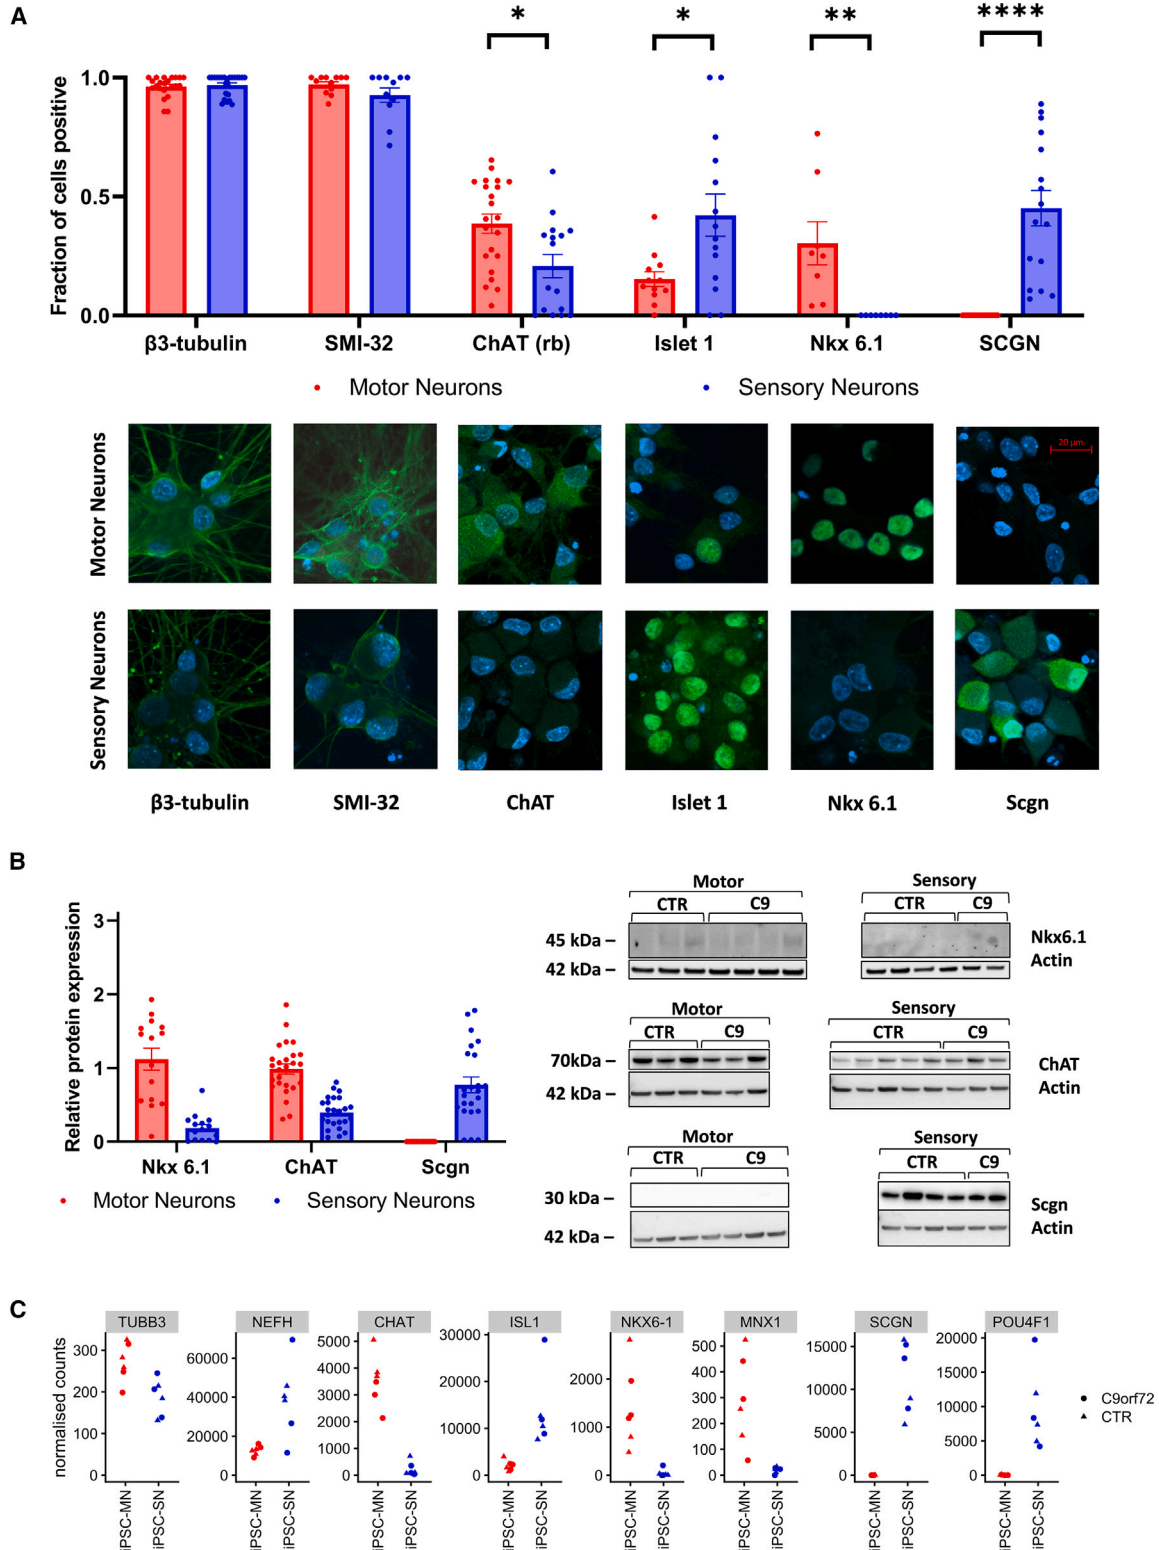 A
* * ** ****
Fraction of cells positive
1.0
0.5
0.0
β3-tubulin SMI-32 ChAT (rb) Islet 1 Nkx 6.1 SCGN
Motor Neurons Sensory Neurons
Motor Neurons
20 µm
Sensory Neurons
β3-tubulin SMI-32 ChAT Islet 1 Nkx 6.1 Scgn
B
Relative protein expression
3
2
1
0
Nkx 6.1 ChAT Scgn
Motor Neurons Sensory Neurons
Motor Sensory
CTR C9 CTR C9
45 kDa – Nkx6.1
42 kDa – Actin
Motor Sensory
CTR C9 CTR C9
70kDa – ChAT
42 kDa – Actin
Motor Sensory
CTR C9 CTR C9
30 kDa – Scgn
42 kDa – Actin
C
normalised counts
TUBB3 NEFH CHAT ISL1 NKX6-1 MNX1 SCGN POU4F1
300
200
100
0
60000
40000
20000
0
5000
4000
3000
2000
1000
0
30000
20000
10000
0
2000
1000
0
500
400
300
200
100
0
15000
10000
5000
0
20000
15000
10000
5000
0
C9orf72
CTR
iPSC-MN iPSC-SN iPSC-MN iPSC-SN iPSC-MN iPSC-SN iPSC-MN iPSC-SN iPSC-MN iPSC-SN iPSC-MN iPSC-SN iPSC-MN iPSC-SN iPSC-MN iPSC-SN